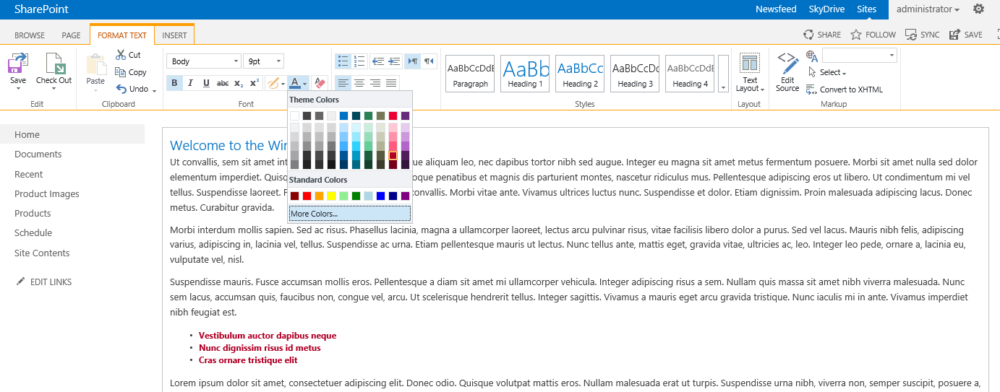 SharePoint Newsfeed SkyDrive Sites administrator
BROWSE PAGE FORMAT TEXT INSERT SHARE FOLLOW SYNC SAVE
Save
Check Out
Edit
Paste
Cut
Copy
Undo
Clipboard
Body 9pt
B I U abc x₂ x² A
Font
AaBbCcDdE
Paragraph
AaBb
Heading 1
AaBbCc
Heading 2
AaBbCcDc
Heading 3
AaBbCcDdE
Heading 4
Styles
Text
Layout
Layout
Edit
Source
Select
Convert to XHTML
Markup
Theme Colors
Standard Colors
More Colors...
Home
Documents
Recent
Product Images
Products
Schedule
Site Contents
EDIT LINKS
Welcome to the Wi
Ut convallis, sem sit amet int ue aliquam leo, nec dapibus tortor nibh sed augue. Integer eu magna sit amet metus fermentum posuere. Morbi sit amet nulla sed dolor
elementum imperdiet. Quisq oque penatibus et magnis dis parturient montes, nascetur ridiculus mus. Pellentesque adipiscing eros ut libero. Ut condimentum mi vel
tellus. Suspendisse laoreet. F convallis. Morbi vitae ante. Vivamus ultrices luctus nunc. Suspendisse et dolor. Etiam dignissim. Proin malesuada adipiscing lacus. Donec
metus. Curabitur gravida.
Morbi interdum mollis sapien. Sed ac risus. Phasellus lacinia, magna a ullamcorper laoreet, lectus arcu pulvinar risus, vitae facilisis libero dolor a purus. Sed vel lacus. Mauris nibh felis, adipiscing
varius, adipiscing in, lacinia vel, tellus. Suspendisse ac urna. Etiam pellentesque mauris ut lectus. Nunc tellus ante, mattis eget, gravida vitae, ultricies ac, leo. Integer leo pede, ornare a, lacinia eu,
vulputate vel, nisl.
Suspendisse mauris. Fusce accumsan mollis eros. Pellentesque a diam sit amet mi ullamcorper vehicula. Integer adipiscing risus a sem. Nullam quis massa sit amet nibh viverra malesuada. Nunc
sem lacus, accumsan quis, faucibus non, congue vel, arcu. Ut scelerisque hendrerit tellus. Integer sagittis. Vivamus a mauris eget arcu gravida tristique. Nunc iaculis mi in ante. Vivamus imperdiet
nibh feugiat est.
• Vestibulum auctor dapibus neque
• Nunc dignissim risus id metus
• Cras ornare tristique elit
Lorem ipsum dolor sit amet, consectetuer adipiscing elit. Donec odio. Quisque volutpat mattis eros. Nullam malesuada erat ut turpis. Suspendisse urna nibh, viverra non, semper suscipit, posuere a,